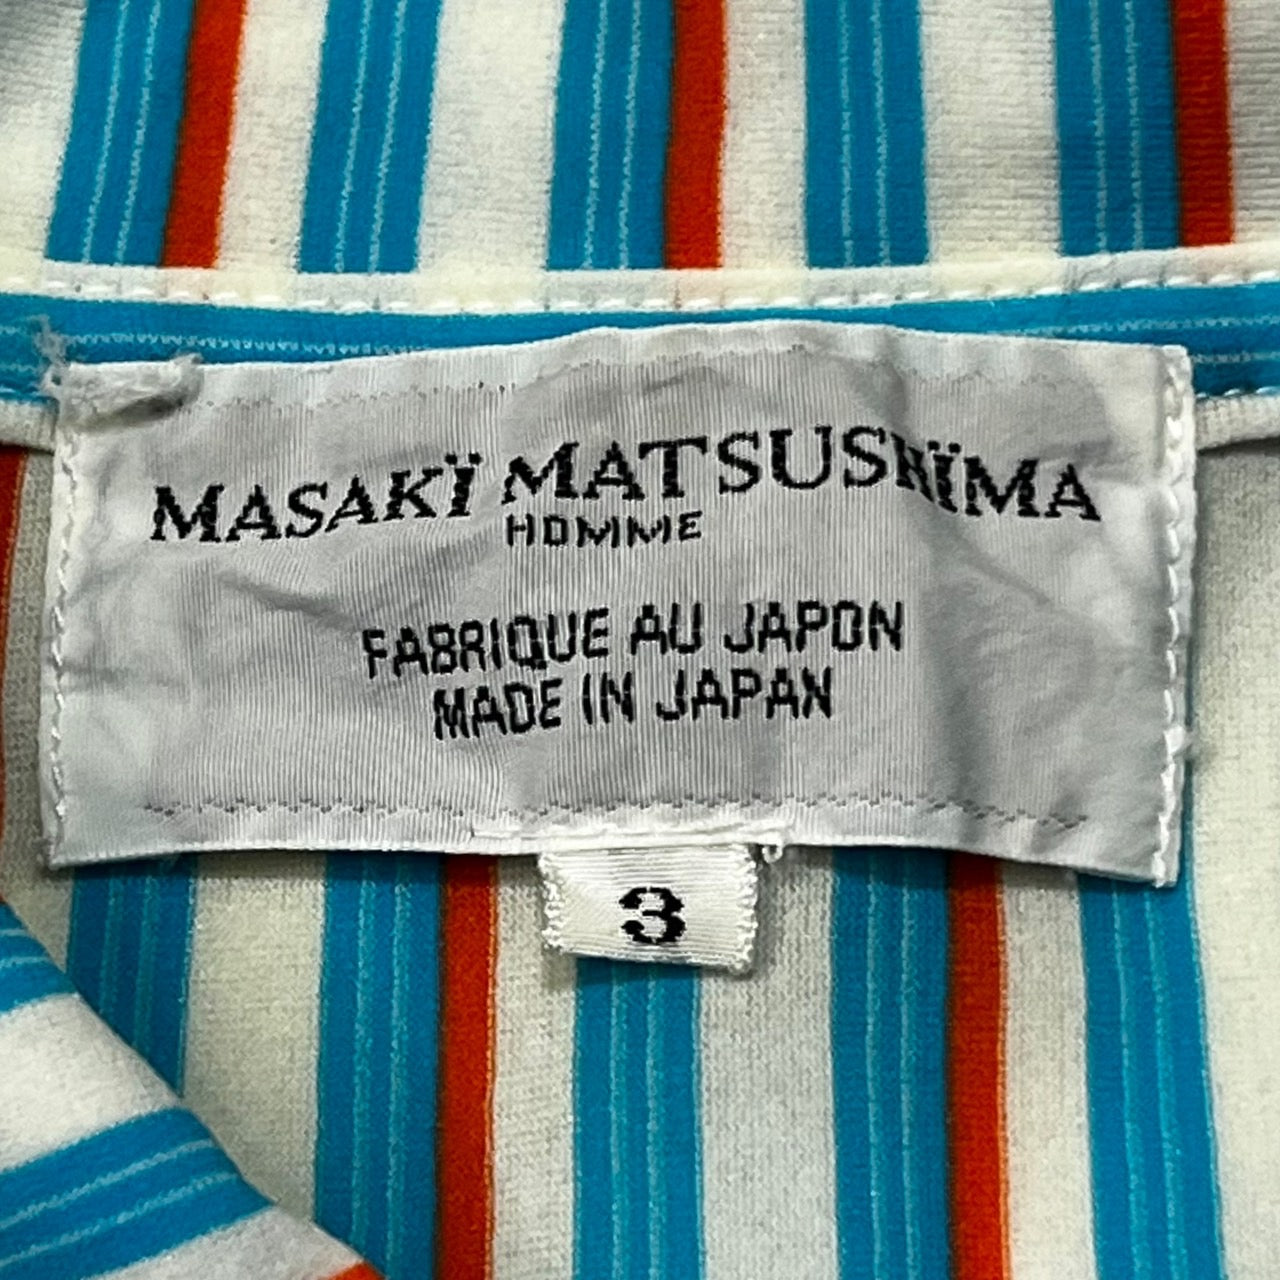 MASAKÏ MATSUSHÏMA
HOMME
FABRIQUE AU JAPON
MADE IN JAPAN
3